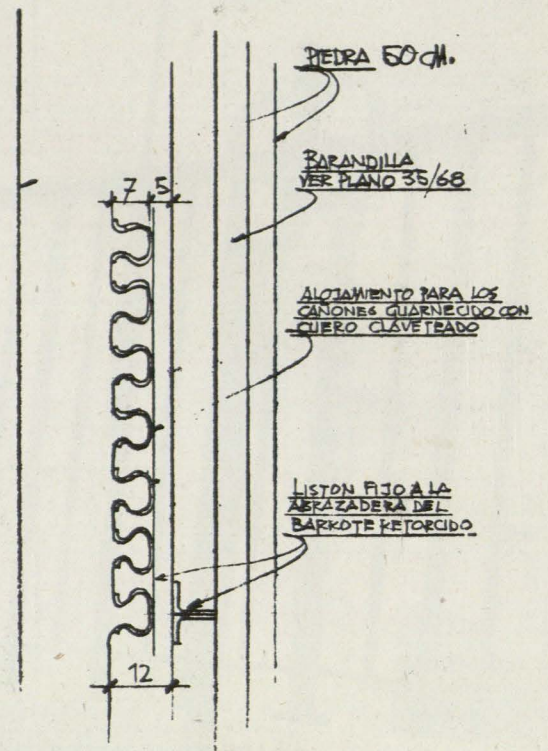 PIEDRA 50 CM.
BARANDILLA
VER PLANO 35/68
7 5
ALOJAMIENTO PARA LOS
CAÑONES GUARNECIDO CON
CUERO CLAVETEADO
LISTON FIJO A LA
ABRAZADERA DEL
BARROTE RETORCIDO
12